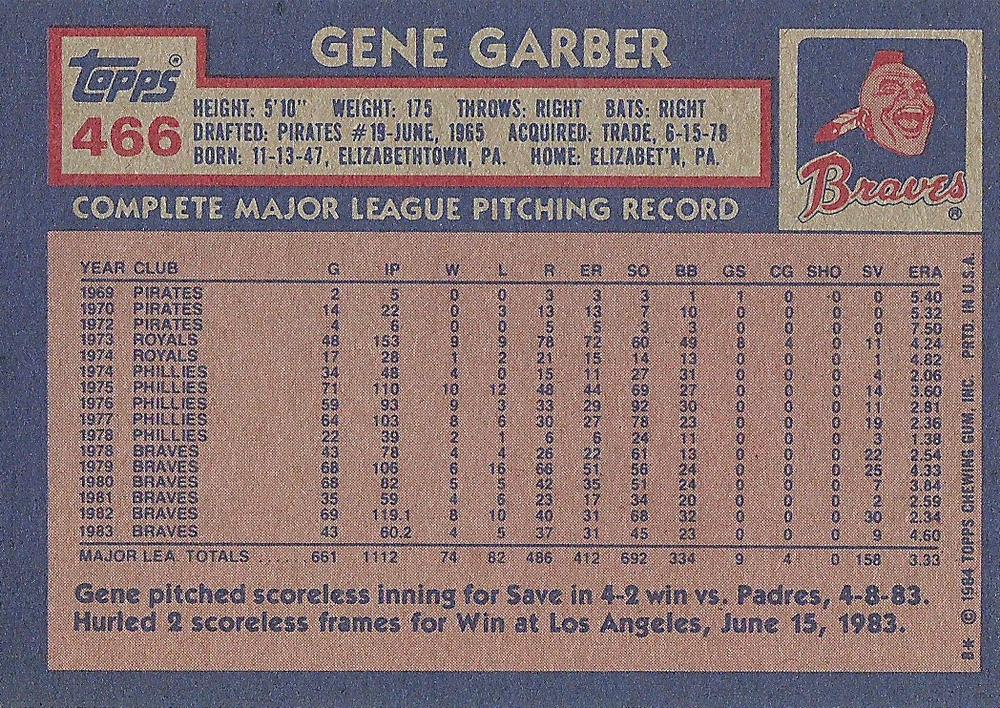 GENE GARBER
Topps®
466
HEIGHT: 5'10" WEIGHT: 175 THROWS: RIGHT BATS: RIGHT
DRAFTED: PIRATES #19-JUNE, 1965 ACQUIRED: TRADE, 6-15-78
BORN: 11-13-47, ELIZABETHTOWN, PA. HOME: ELIZABET'N, PA.
Braves®
COMPLETE MAJOR LEAGUE PITCHING RECORD
YEAR CLUB G IP W L R ER SO BB GS CG SHO SV ERA
1969 PIRATES 2 5 0 0 3 3 3 1 1 0 0 0 5.40
1970 PIRATES 14 22 0 3 13 13 7 10 0 0 0 0 5.32
1972 PIRATES 4 6 0 0 5 5 3 3 0 0 0 0 7.50
1973 ROYALS 48 153 9 9 78 72 60 49 8 4 0 11 4.24
1974 ROYALS 17 28 1 2 21 15 14 13 0 0 0 1 4.82
1974 PHILLIES 34 48 4 0 15 11 27 31 0 0 0 4 2.06
1975 PHILLIES 71 110 10 12 48 44 69 27 0 0 0 14 3.60
1976 PHILLIES 59 93 9 3 33 29 92 30 0 0 0 11 2.81
1977 PHILLIES 64 103 8 6 30 27 78 23 0 0 0 19 2.36
1978 PHILLIES 22 39 2 1 6 6 24 11 0 0 0 3 1.38
1978 BRAVES 43 78 4 4 26 22 61 13 0 0 0 22 2.54
1979 BRAVES 68 106 6 16 66 51 56 24 0 0 0 25 4.33
1980 BRAVES 68 82 5 5 42 35 51 24 0 0 0 7 3.84
1981 BRAVES 35 59 4 6 23 17 34 20 0 0 0 2 2.59
1982 BRAVES 69 119.1 8 10 40 31 68 32 0 0 0 30 2.34
1983 BRAVES 43 60.2 4 5 37 31 45 23 0 0 0 9 4.60
MAJOR LEA. TOTALS ...... 661 1112 74 82 486 412 692 334 9 4 0 158 3.33
Gene pitched scoreless inning for Save in 4-2 win vs. Padres, 4-8-83.
Hurled 2 scoreless frames for Win at Los Angeles, June 15, 1983.
B* © 1984 TOPPS CHEWING GUM, INC. PRTD. IN U.S.A.